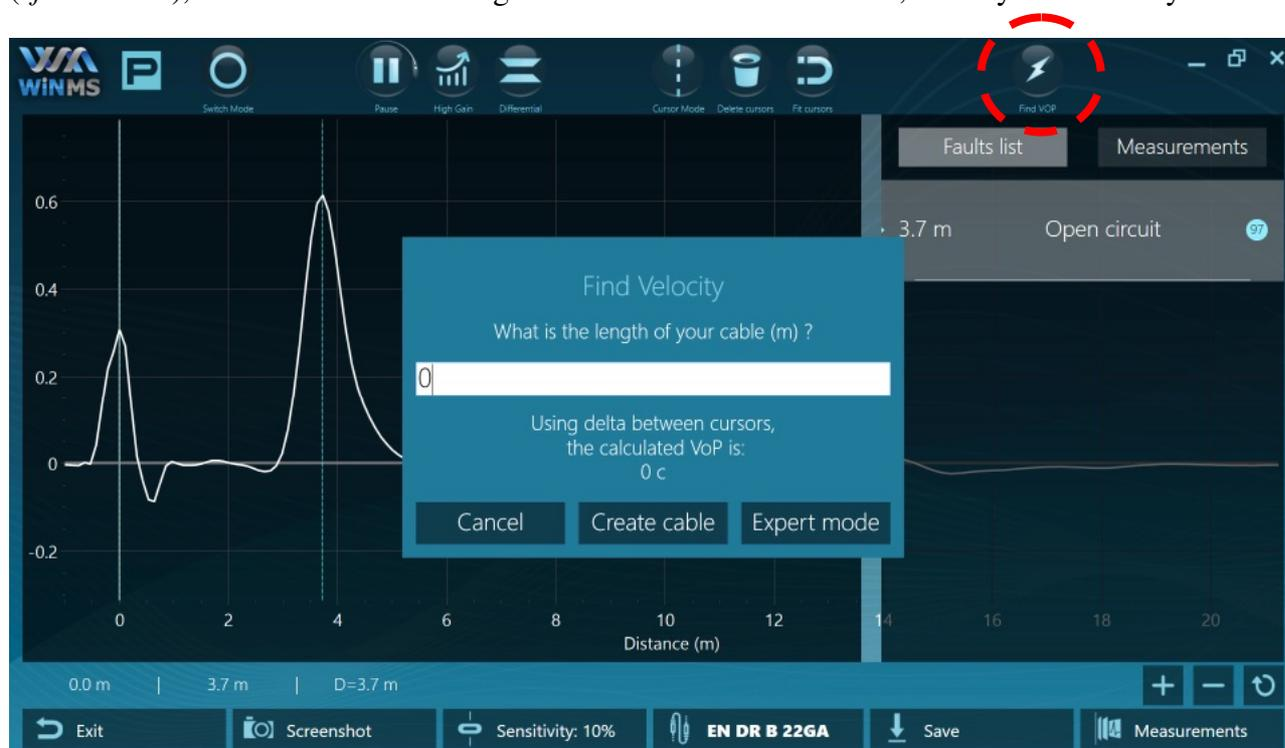 WiNMS
P
Switch Mode
Pause
High Gain
Differential
Cursor Mode
Delete cursors
Fit cursors
Find VOP
Faults list
Measurements
3.7 m Open circuit 97
Find Velocity
What is the length of your cable (m) ?
0
Using delta between cursors,
the calculated VoP is:
0 c
Cancel
Create cable
Expert mode
0.6
0.4
0.2
0
-0.2
0 2 4 6 8 10 12 14 16 18 20
Distance (m)
0.0 m | 3.7 m | D=3.7 m
+ −
Exit
Screenshot
Sensitivity: 10%
EN DR B 22GA
Save
Measurements